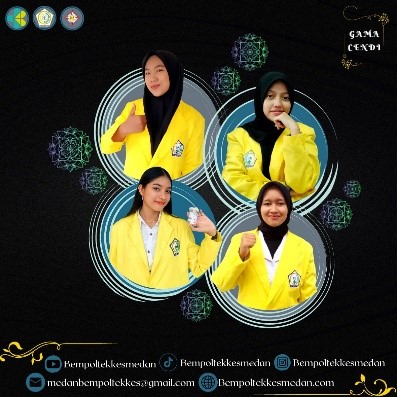 GAMA
CENDI
Bempoltekkesmedan Bempoltekkesmedan Bempoltekkesmedan
medanbempoltekkes@gmail.com Bempoltekkesmedan.com